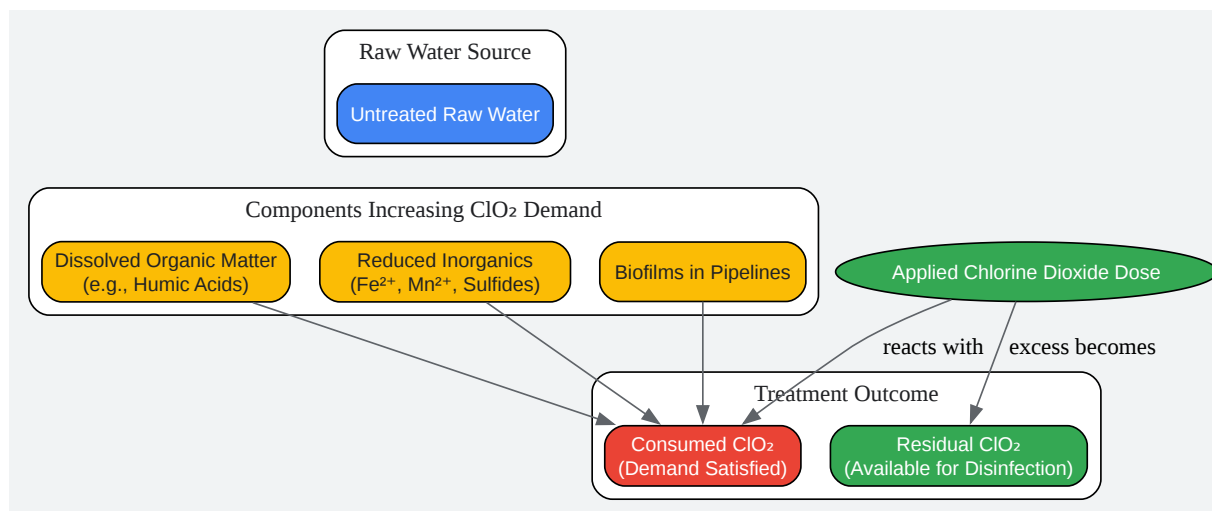 Raw Water Source
Untreated Raw Water
Components Increasing ClO₂ Demand
Dissolved Organic Matter
(e.g., Humic Acids)
Reduced Inorganics
(Fe²⁺, Mn²⁺, Sulfides)
Biofilms in Pipelines
Applied Chlorine Dioxide Dose
reacts with
excess becomes
Treatment Outcome
Consumed ClO₂
(Demand Satisfied)
Residual ClO₂
(Available for Disinfection)